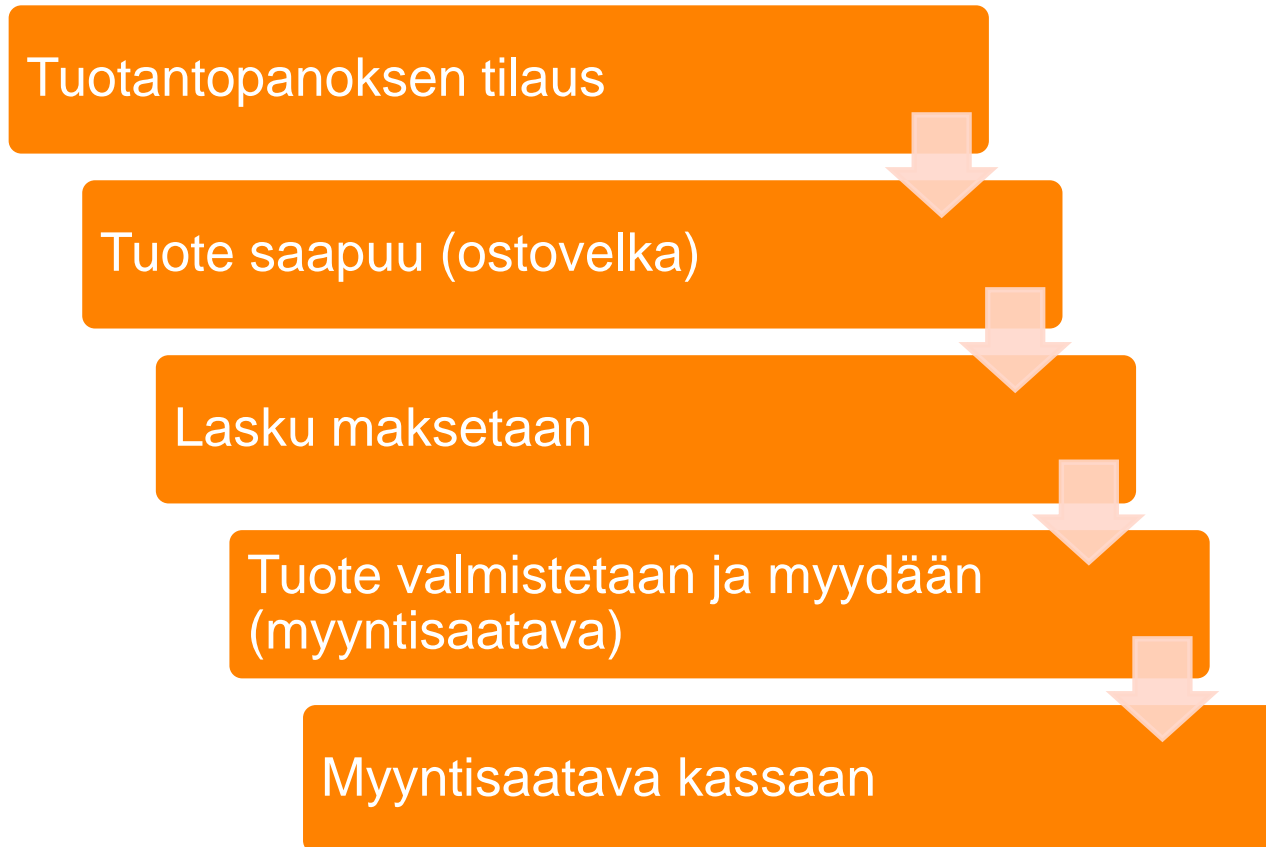 Tuotantopanoksen tilaus
Tuote saapuu (ostovelka)
Lasku maksetaan
Tuote valmistetaan ja myydään
(myyntisaatava)
Myyntisaatava kassaan